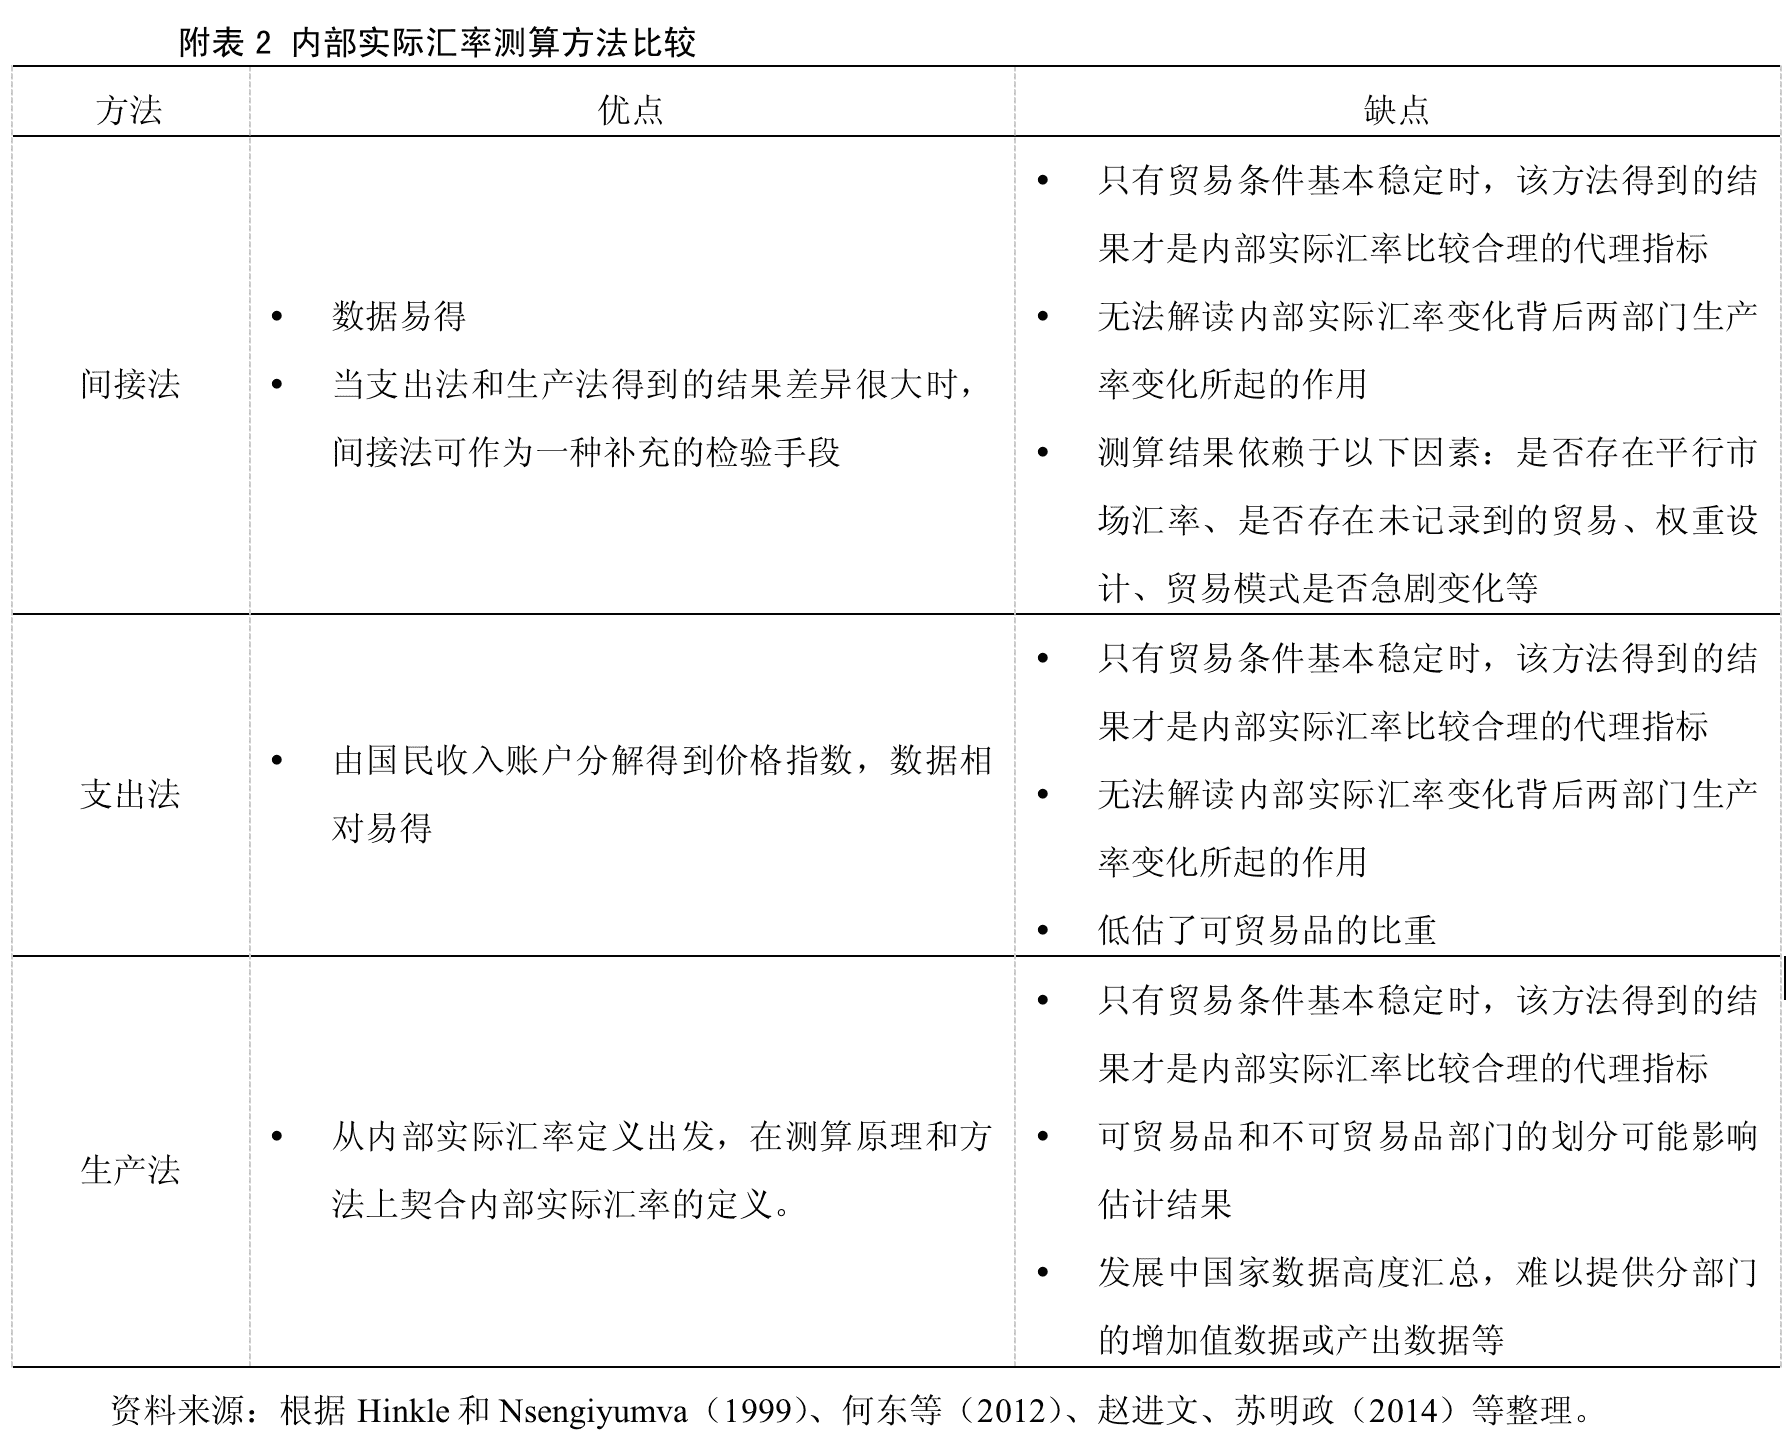 附表 2 内部实际汇率测算方法比较
方法
优点
缺点
间接法
• 数据易得
• 当支出法和生产法得到的结果差异很大时，
间接法可作为一种补充的检验手段
• 只有贸易条件基本稳定时，该方法得到的结
果才是内部实际汇率比较合理的代理指标
• 无法解读内部实际汇率变化背后两部门生产
率变化所起的作用
• 测算结果依赖于以下因素：是否存在平行市
场汇率、是否存在未记录到的贸易、权重设
计、贸易模式是否急剧变化等
支出法
• 由国民收入账户分解得到价格指数，数据相
对易得
• 只有贸易条件基本稳定时，该方法得到的结
果才是内部实际汇率比较合理的代理指标
• 无法解读内部实际汇率变化背后两部门生产
率变化所起的作用
• 低估了可贸易品的比重
生产法
• 从内部实际汇率定义出发，在测算原理和方
法上契合内部实际汇率的定义。
• 只有贸易条件基本稳定时，该方法得到的结
果才是内部实际汇率比较合理的代理指标
• 可贸易品和不可贸易品部门的划分可能影响
估计结果
• 发展中国家数据高度汇总，难以提供分部门
的增加值数据或产出数据等
资料来源：根据 Hinkle 和 Nsengiyumva（1999）、何东等（2012）、赵进文、苏明政（2014）等整理。